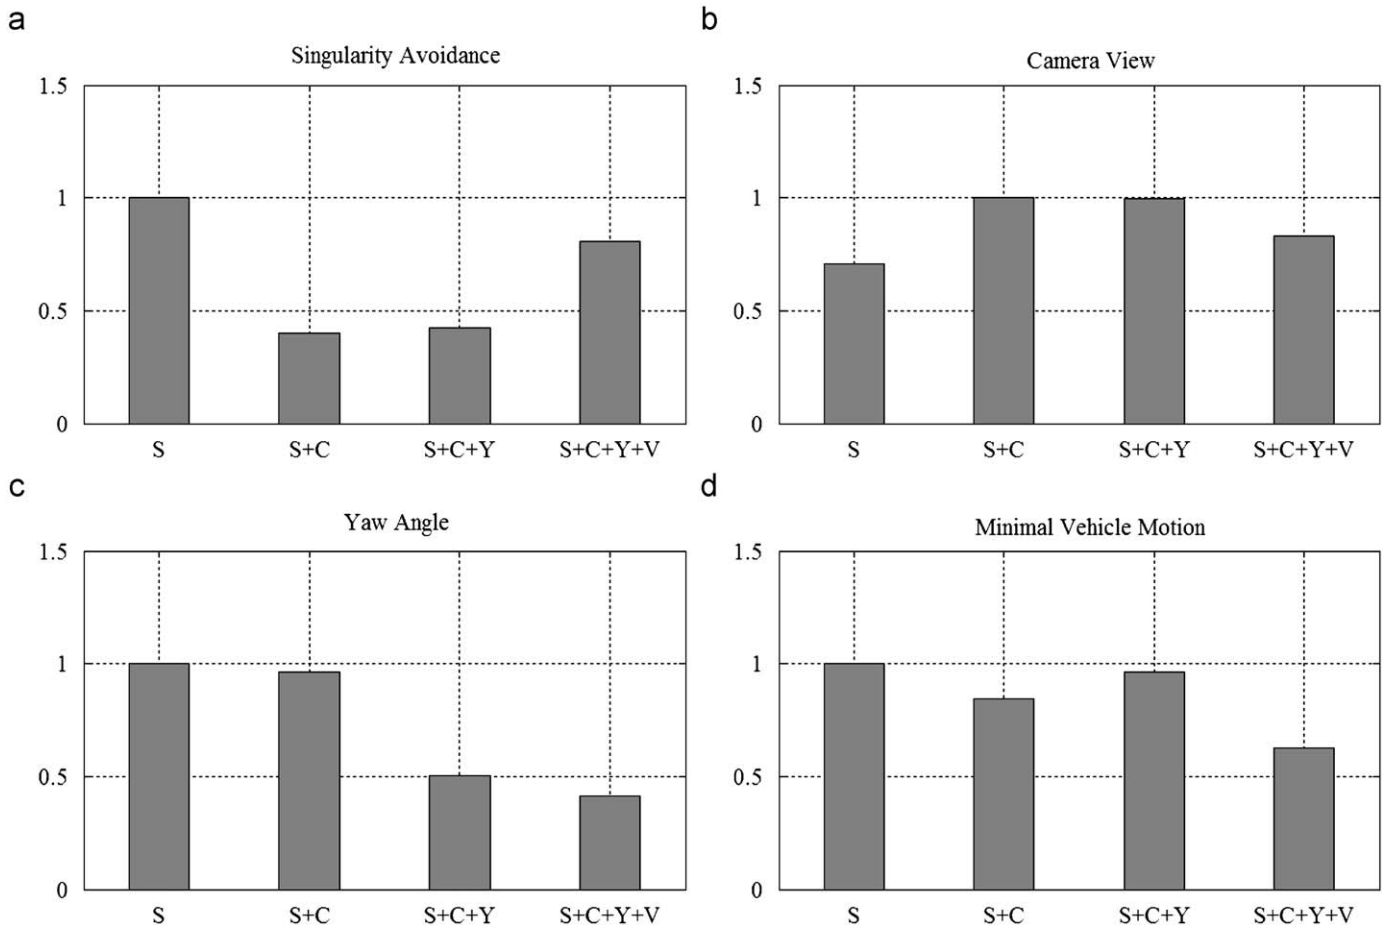 a
Singularity Avoidance
1.5
1
0.5
0
S S+C S+C+Y S+C+Y+V
b
Camera View
1.5
1
0.5
0
S S+C S+C+Y S+C+Y+V
c
Yaw Angle
1.5
1
0.5
0
S S+C S+C+Y S+C+Y+V
d
Minimal Vehicle Motion
1.5
1
0.5
0
S S+C S+C+Y S+C+Y+V